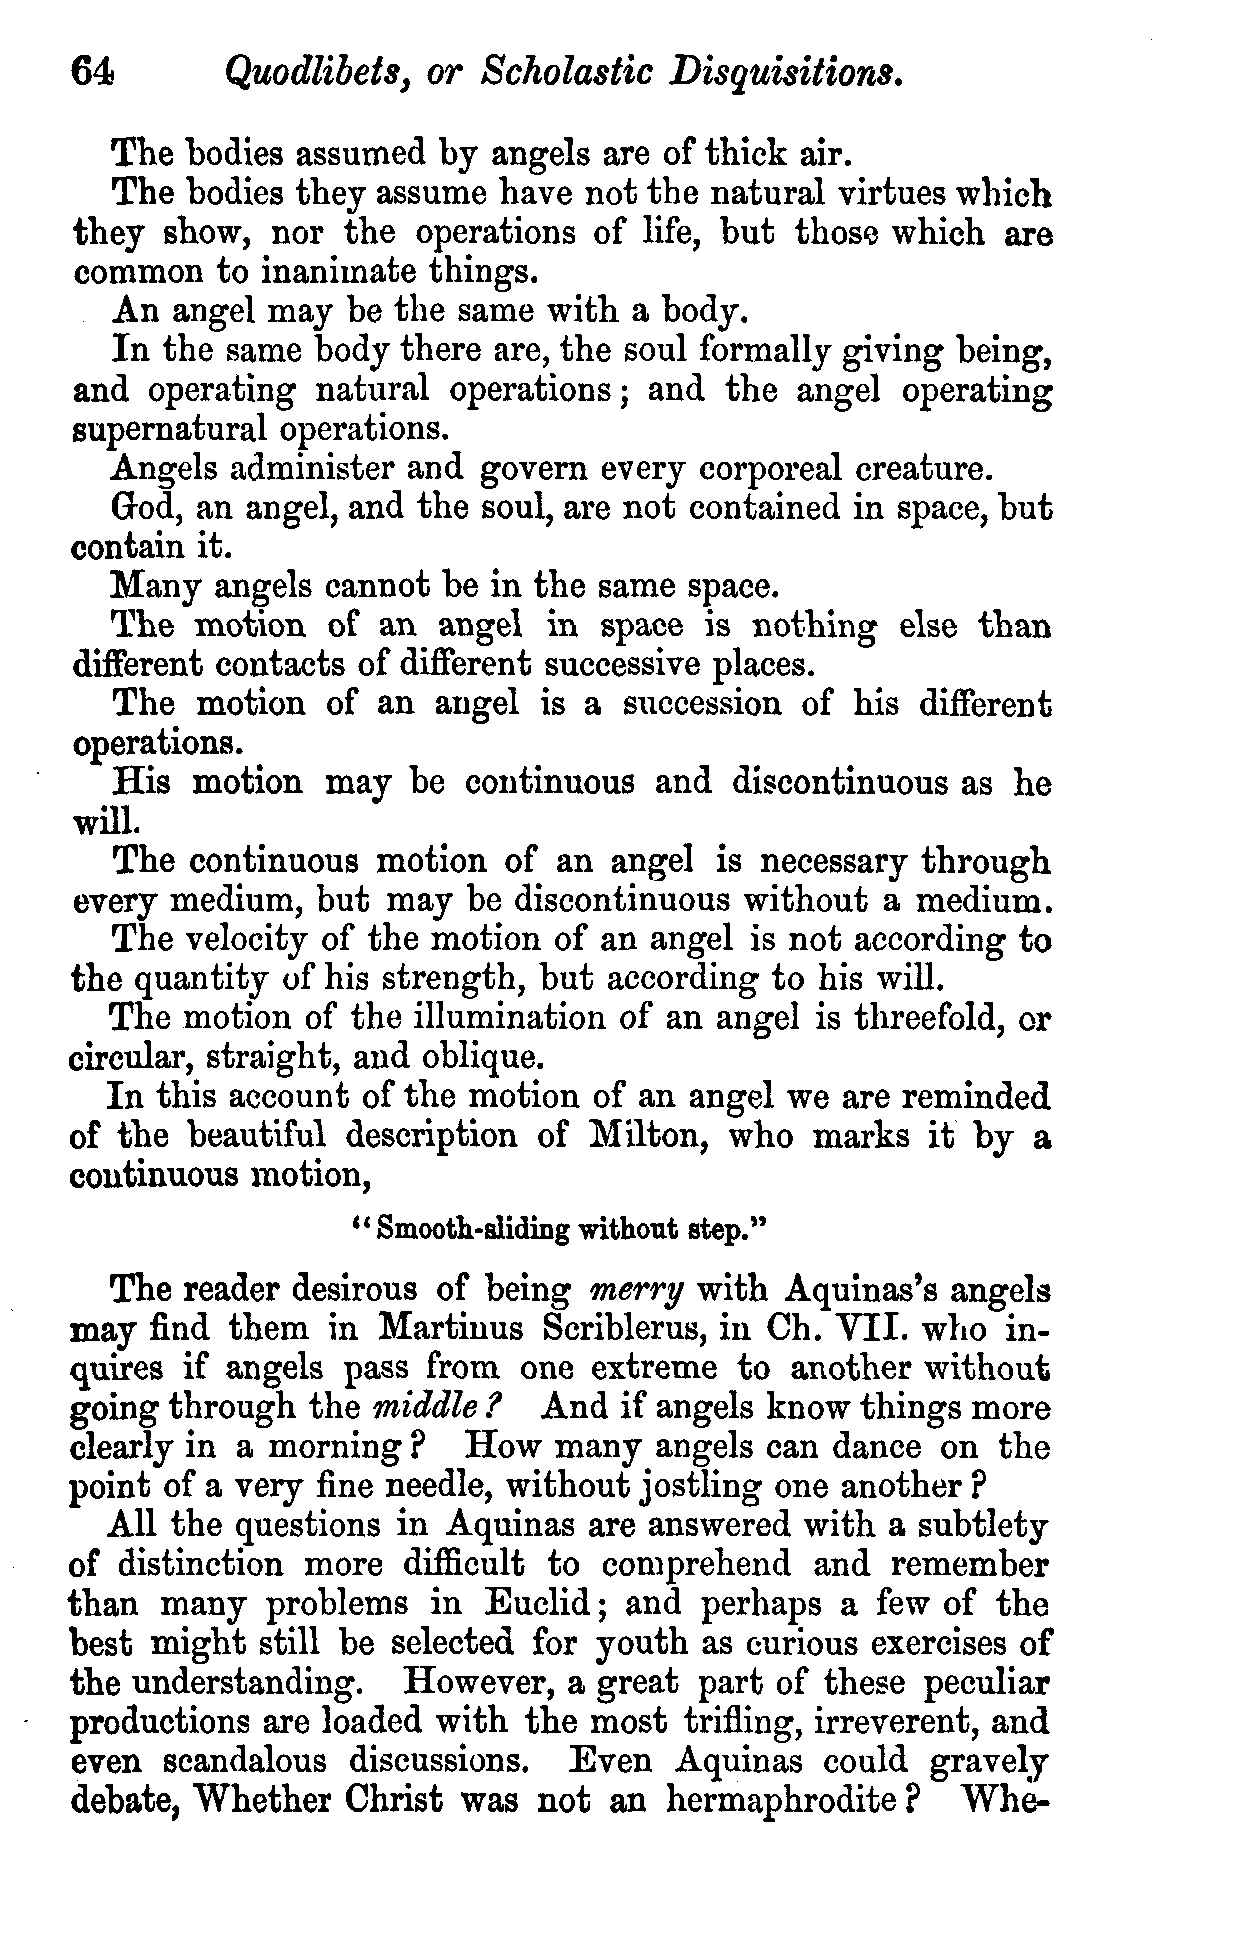 64 Quodlibets, or Scholastic Disquisitions.
The bodies assumed by angels are of thick air.
The bodies they assume have not the natural virtues which
they show, nor the operations of life, but those which are
common to inanimate things.
An angel may be the same with a body.
In the same body there are, the soul formally giving being,
and operating natural operations; and the angel operating
supernatural operations.
Angels administer and govern every corporeal creature.
God, an angel, and the soul, are not contained in space, but
contain it.
Many angels cannot be in the same space.
The motion of an angel in space is nothing else than
different contacts of different successive places.
The motion of an angel is a succession of his different
operations.
His motion may be continuous and discontinuous as he
will.
The continuous motion of an angel is necessary through
every medium, but may be discontinuous without a medium.
The velocity of the motion of an angel is not according to
the quantity of his strength, but according to his will.
The motion of the illumination of an angel is threefold, or
circular, straight, and oblique.
In this account of the motion of an angel we are reminded
of the beautiful description of Milton, who marks it by a
continuous motion,
"Smooth-sliding without step."
The reader desirous of being merry with Aquinas's angels
may find them in Martinus Scriblerus, in Ch. VII. who in-
quires if angels pass from one extreme to another without
going through the middle? And if angels know things more
clearly in a morning? How many angels can dance on the
point of a very fine needle, without jostling one another?
All the questions in Aquinas are answered with a subtlety
of distinction more difficult to comprehend and remember
than many problems in Euclid; and perhaps a few of the
best might still be selected for youth as curious exercises of
the understanding. However, a great part of these peculiar
productions are loaded with the most trifling, irreverent, and
even scandalous discussions. Even Aquinas could gravely
debate, Whether Christ was not an hermaphrodite? Whe-